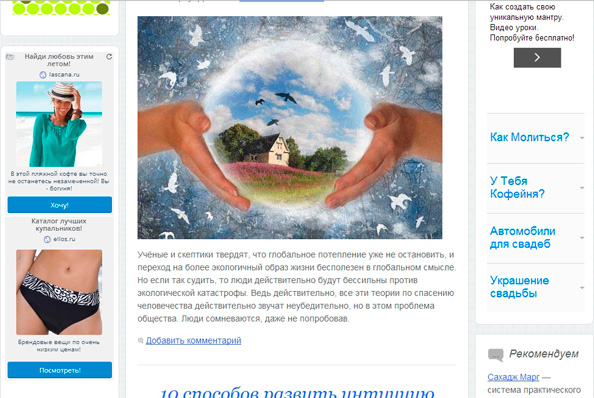 Найди любовь этим
летом!
lascana.ru
В этой пляжной кофте вы точно
не останетесь незамеченной! Вы
- богиня!
Хочу!
Каталог лучших
купальников!
ellos.ru
Брендовые вещи по очень
низким ценам!
Посмотреть!
Учёные и скептики твердят, что глобальное потепление уже не остановить, и
переход на более экологичный образ жизни бесполезен в глобальном смысле.
Но если так судить, то люди действительно будут бессильны против
экологической катастрофы. Ведь действительно, все эти теории по спасению
человечества действительно звучат неубедительно, но в этом проблема
общества. Люди сомневаются, даже не попробовав.
Добавить комментарий
10 способов развить интуицию
Как создать свою
уникальную мантру.
Видео уроки.
Попробуйте бесплатно!
Как Молиться?
У Тебя
Кофейня?
Автомобили
для свадеб
Украшение
свадьбы
Рекомендуем
Сахадж Марг —
система практического